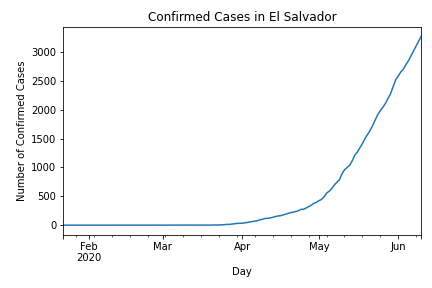 Confirmed Cases in El Salvador
Number of Confirmed Cases
3000
2500
2000
1500
1000
500
0
Feb
2020
Mar
Apr
May
Jun
Day